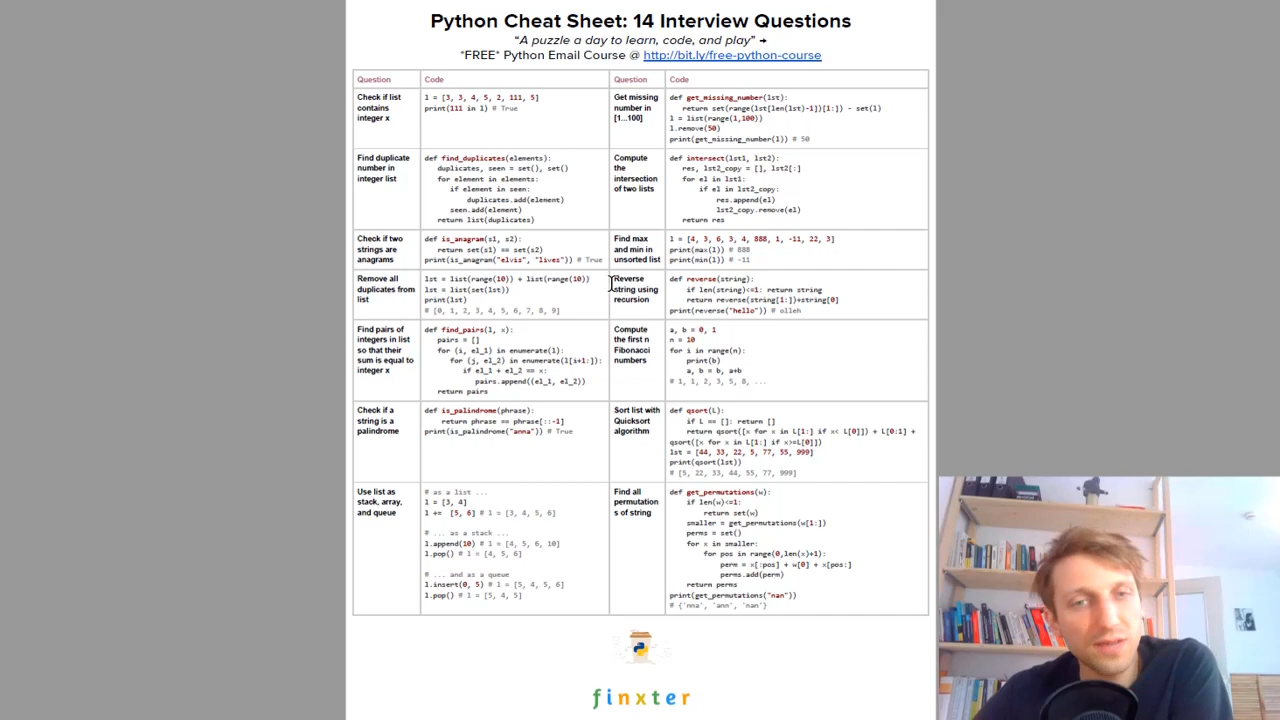 Python Cheat Sheet: 14 Interview Questions
“A puzzle a day to learn, code, and play” →
*FREE* Python Email Course @ http://bit.ly/free-python-course
Question
Code
Question
Code
Check if list
contains
integer x
l = [3, 3, 4, 5, 2, 111, 5]
print(111 in l) # True
Get missing
number in
[1...100]
def get_missing_number(lst):
return set(range(lst[len(lst)-1])[1:]) - set(l)
l = list(range(1,100))
l.remove(50)
print(get_missing_number(l)) # 50
Find duplicate
number in
integer list
def find_duplicates(elements):
duplicates, seen = set(), set()
for element in elements:
if element in seen:
duplicates.add(element)
seen.add(element)
return list(duplicates)
Compute
the
intersection
of two lists
def intersect(lst1, lst2):
res, lst2_copy = [], lst2[:]
for el in lst1:
if el in lst2_copy:
res.append(el)
lst2_copy.remove(el)
return res
Check if two
strings are
anagrams
def is_anagram(s1, s2):
return set(s1) == set(s2)
print(is_anagram("elvis", "lives")) # True
Find max
and min in
unsorted list
l = [4, 3, 6, 3, 4, 888, 1, -11, 22, 3]
print(max(l)) # 888
print(min(l)) # -11
Remove all
duplicates from
list
lst = list(range(10)) + list(range(10))
lst = list(set(lst))
print(lst)
# [0, 1, 2, 3, 4, 5, 6, 7, 8, 9]
Reverse
string using
recursion
def reverse(string):
if len(string)<=1: return string
return reverse(string[1:])+string[0]
print(reverse("hello")) # olleh
Find pairs of
integers in list
so that their
sum is equal to
integer x
def find_pairs(l, x):
pairs = []
for (i, el_1) in enumerate(l):
for (j, el_2) in enumerate(l[i+1:]):
if el_1 + el_2 == x:
pairs.append((el_1, el_2))
return pairs
Compute
the first n
Fibonacci
numbers
a, b = 0, 1
n = 10
for i in range(n):
print(b)
a, b = b, a+b
# 1, 1, 2, 3, 5, 8, ...
Check if a
string is a
palindrome
def is_palindrome(phrase):
return phrase == phrase[::-1]
print(is_palindrome("anna")) # True
Sort list with
Quicksort
algorithm
def qsort(L):
if L == []: return []
return qsort([x for x in L[1:] if x< L[0]]) + L[0:1] +
qsort([x for x in L[1:] if x>=L[0]])
lst = [44, 33, 22, 5, 77, 55, 999]
print(qsort(lst))
# [5, 22, 33, 44, 55, 77, 999]
Use list as
stack, array,
and queue
# as a list ...
l = [3, 4]
l += [5, 6] # l = [3, 4, 5, 6]
# ... as a stack ...
l.append(10) # l = [4, 5, 6, 10]
l.pop() # l = [4, 5, 6]
# ... and as a queue
l.insert(0, 5) # l = [5, 4, 5, 6]
l.pop() # l = [5, 4, 5]
Find all
permutation
s of string
def get_permutations(w):
if len(w)<=1:
return set(w)
smaller = get_permutations(w[1:])
perms = set()
for x in smaller:
for pos in range(0,len(x)+1):
perm = x[:pos] + w[0] + x[pos:]
perms.add(perm)
return perms
print(get_permutations("nan"))
# {'nna', 'ann', 'nan'}
finxter